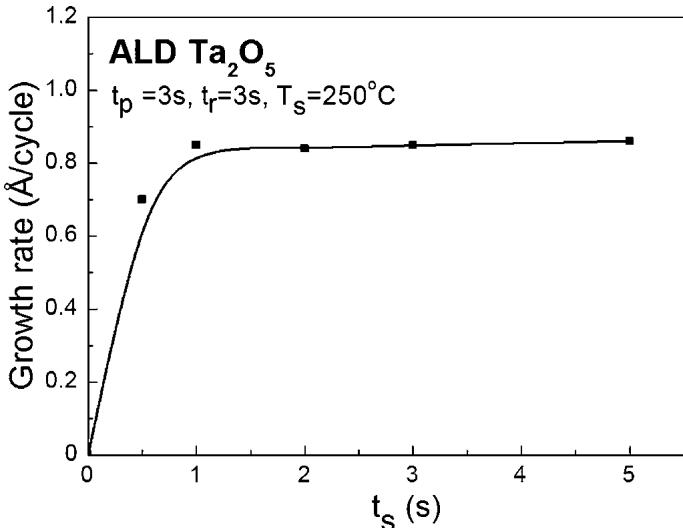 1.2
ALD Ta₂O₅
tₚ =3s, tᵣ=3s, Tₛ=250°C
1.0
0.8
0.6
0.4
0.2
0
Growth rate (Å/cycle)
0 1 2 3 4 5
tₛ (s)